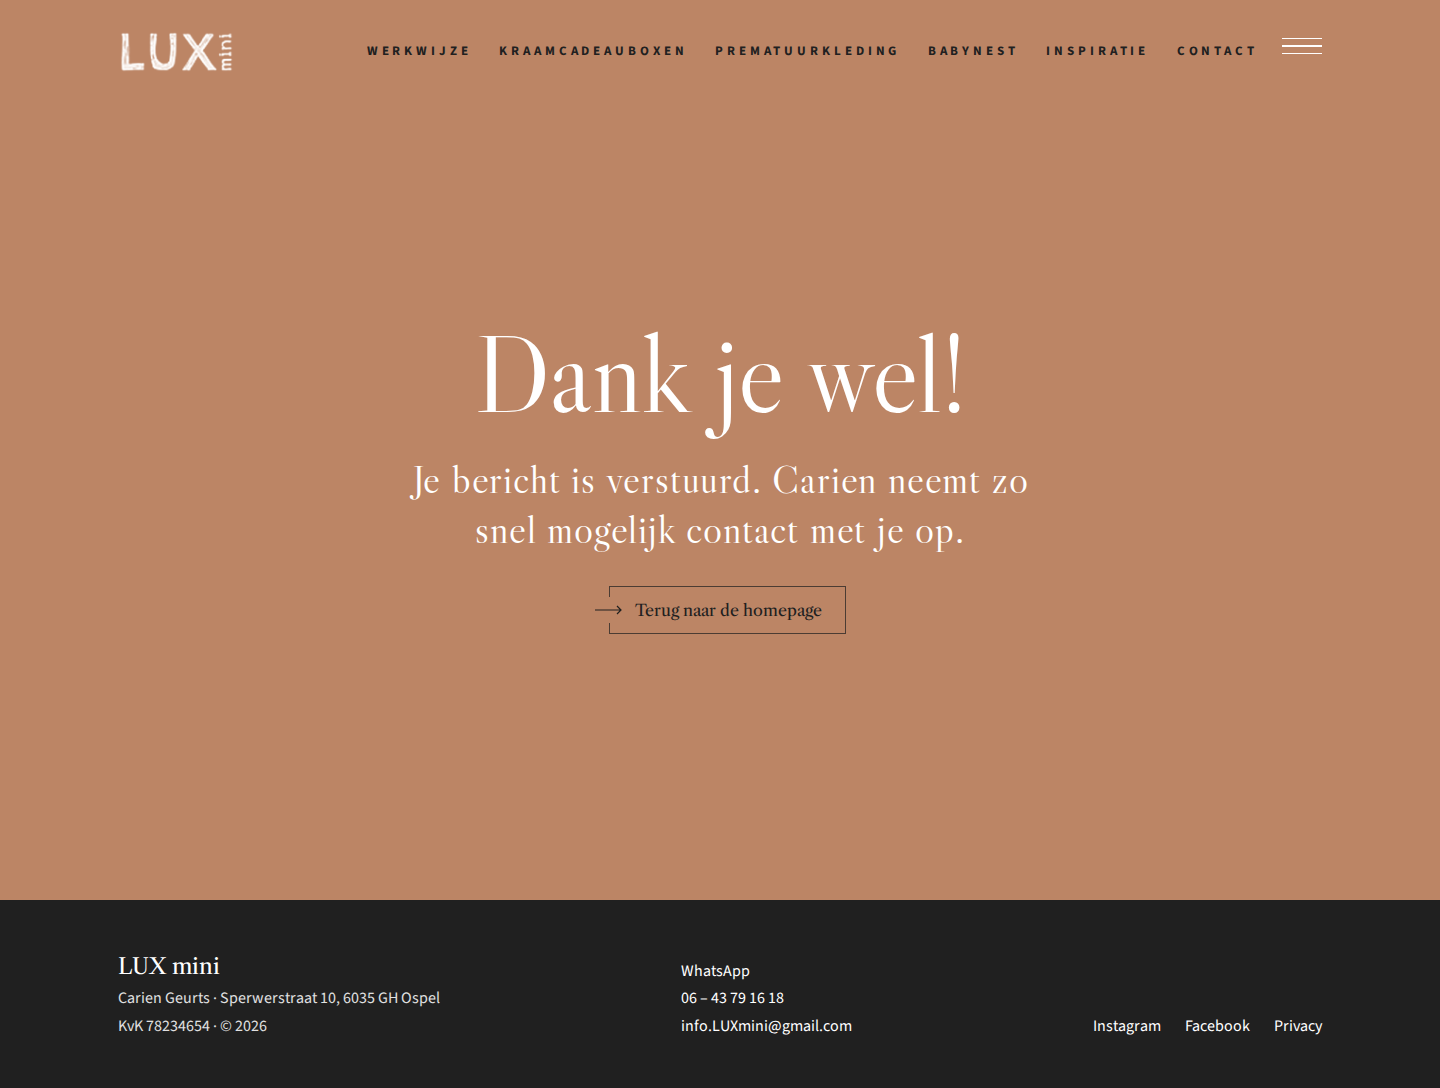 LUX mini
WERKWIJZE KRAAMCADEAUBOXEN PREMATUURKLEDING BABYNEST INSPIRATIE CONTACT
Dank je wel!
Je bericht is verstuurd. Carien neemt zo
snel mogelijk contact met je op.
Terug naar de homepage
LUX mini
Carien Geurts · Sperwerstraat 10, 6035 GH Ospel
KvK 78234654 · © 2026
WhatsApp
06 – 43 79 16 18
info.LUXmini@gmail.com
Instagram Facebook Privacy